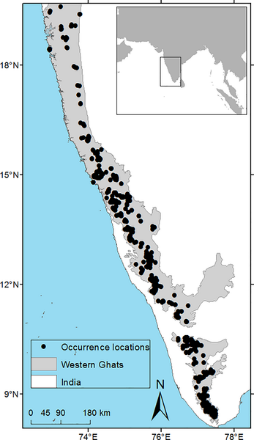 18°N
15°N
12°N
9°N
Occurrence locations
Western Ghats
India
N
0 45 90 180 km
74°E 76°E 78°E